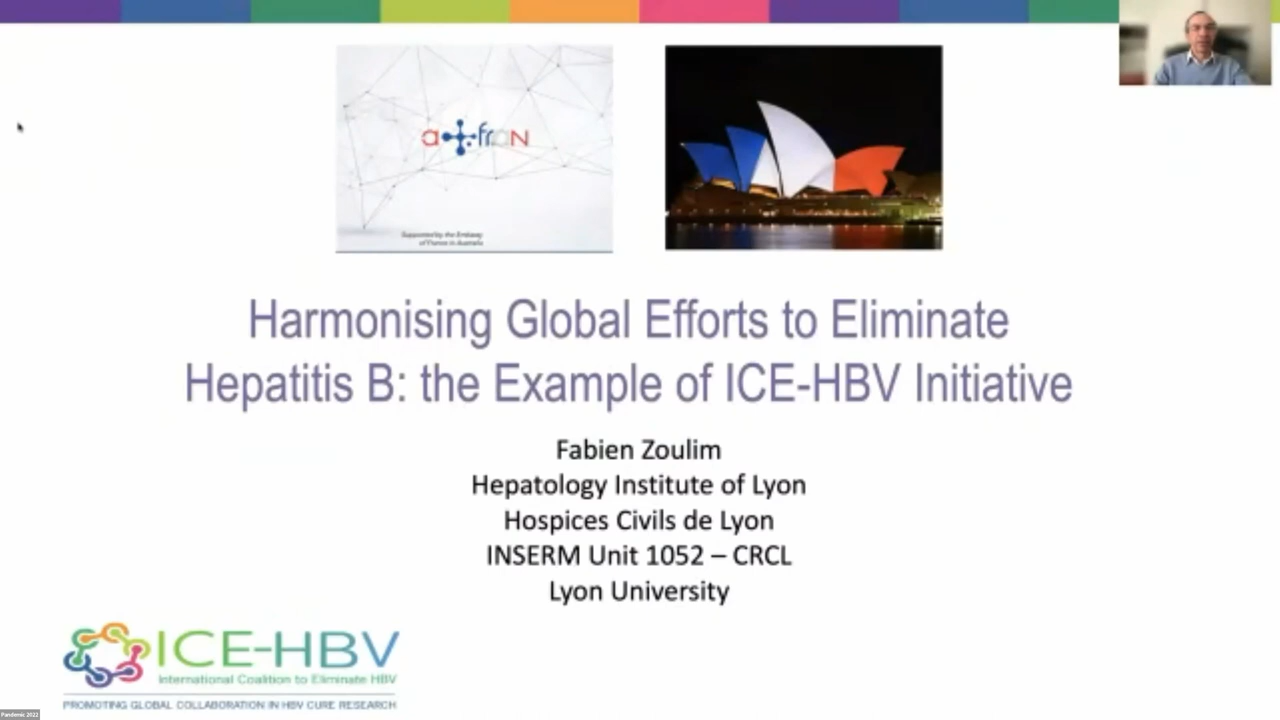 a fran
Supported by the Embassy
of France in Australia
Harmonising Global Efforts to Eliminate
Hepatitis B: the Example of ICE-HBV Initiative
Fabien Zoulim
Hepatology Institute of Lyon
Hospices Civils de Lyon
INSERM Unit 1052 – CRCL
Lyon University
ICE-HBV
International Coalition to Eliminate HBV
PROMOTING GLOBAL COLLABORATION IN HBV CURE RESEARCH
Pandemic 2022